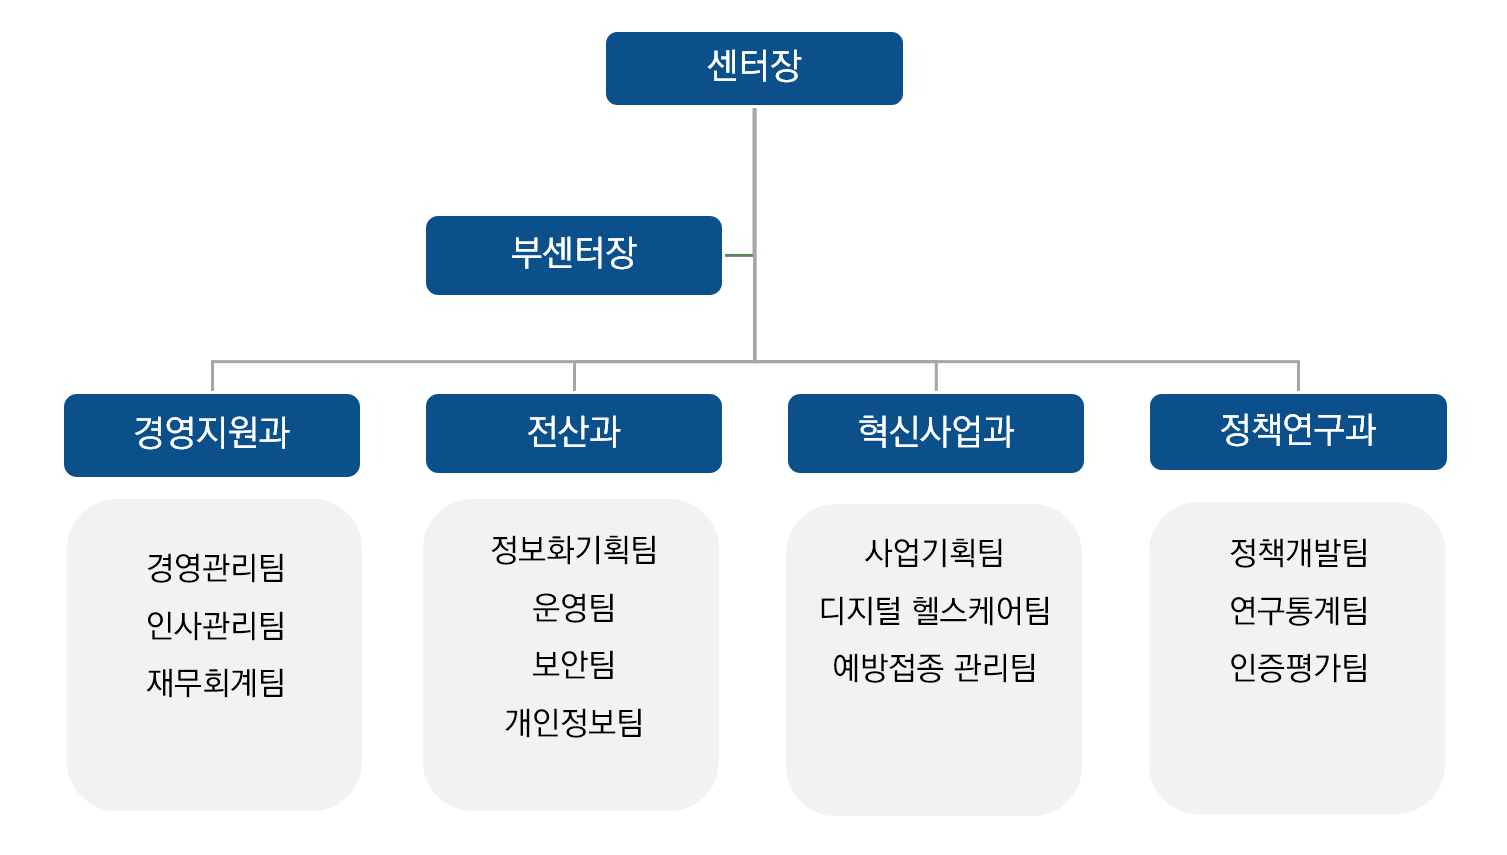 센터장
부센터장
경영지원과
전산과
혁신사업과
정책연구과
경영관리팀
인사관리팀
재무회계팀
정보화기획팀
운영팀
보안팀
개인정보팀
사업기획팀
디지털 헬스케어팀
예방접종 관리팀
정책개발팀
연구통계팀
인증평가팀